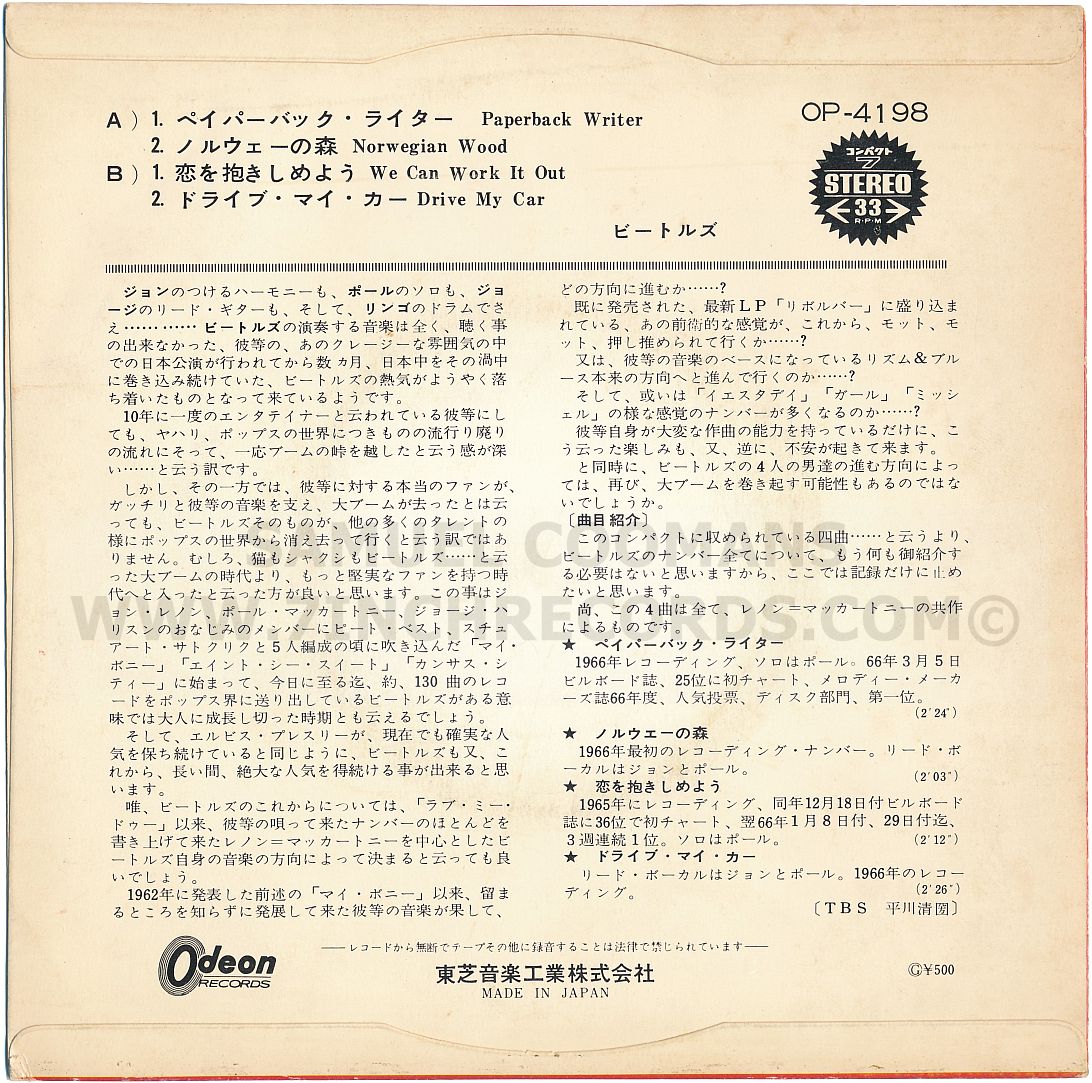 A) 1. ペイパーバック・ライター Paperback Writer
2. ノルウェーの森 Norwegian Wood
B) 1. 恋を抱きしめよう We Can Work It Out
2. ドライブ・マイ・カー Drive My Car
ビートルズ
OP-4198
コンパクト
7
STEREO
33
R·P·M
ジョンのつけるハーモニーも、ポールのソロも、ジョ
ージのリード・ギターも、そして、リンゴのドラムでさ
え………… ビートルズの演奏する音楽は全く、聴く事
の出来なかった、彼等の、あのクレージーな雰囲気の中
での日本公演が行われてから数ヵ月、日本中をその渦中
に巻き込み続けていた、ビートルズの熱気がようやく落
ち着いたものとなって来ているようです。
10年に一度のエンタテイナーと云われている彼等にし
ても、ヤハリ、ポップスの世界につきものの流行り廃り
の流れにそって、一応ブームの峠を越したと云う感が深
い……と云う訳です。
しかし、その一方では、彼等に対する本当のファンが、
ガッチリと彼等の音楽を支え、大ブームが去ったとは云
っても、ビートルズそのものが、他の多くのタレントの
様にポップスの世界から消え去って行くと云う訳ではあ
りません。むしろ、猫もシャクシもビートルズ……と云
った大ブームの時代より、もっと堅実なファンを持つ時
代へと入ったと云った方が良いと思います。この事はジ
ョン・レノン、ポール・マッカートニー、ジョージ・ハ
リスンのおなじみのメンバーにピート・ベスト、スチュ
アート・サトクリクと5人編成の頃に吹き込んだ「マイ・
ボニー」「エイント・シー・スイート」「カンサス・シ
ティー」に始まって、今日に至る迄、約、130 曲のレコ
ードをポップス界に送り出しているビートルズがある意
味では大人に成長し切った時期とも云えるでしょう。
そして、エルビス・プレスリーが、現在でも確実な人
気を保ち続けていると同じように、ビートルズも又、こ
れから、長い間、絶大な人気を得続ける事が出来ると思
います。
唯、ビートルズのこれからについては、「ラブ・ミー・
ドゥー」以来、彼等の唄って来たナンバーのほとんどを
書き上げて来たレノン＝マッカートニーを中心としたビ
ートルズ自身の音楽の方向によって決まると云っても良
いでしょう。
1962年に発表した前述の「マイ・ボニー」以来、留ま
るところを知らずに発展して来た彼等の音楽が果して、
どの方向に進むか……?
既に発売された、最新LP「リボルバー」に盛り込ま
れている、あの前衛的な感覚が、これから、モット、モ
ット、押し推められて行くか……?
又は、彼等の音楽のベースになっているリズム&ブル
ース本来の方向へと進んで行くのか……?
そして、或いは「イエスタデイ」「ガール」「ミッシ
ェル」の様な感覚のナンバーが多くなるのか……?
彼等自身が大変な作曲の能力を持っているだけに、こ
う云った楽しみも、又、逆に、不安が起きて来ます。
と同時に、ビートルズの4人の男達の進む方向によっ
ては、再び、大ブームを巻き起す可能性もあるのではな
いでしょうか。
〔曲目紹介〕
このコンパクトに収められている四曲……と云うより、
ビートルズのナンバー全てについて、もう何も御紹介す
る必要はないと思いますから、ここでは記録だけに止め
たいと思います。
尚、この4曲は全て、レノン＝マッカートニーの共作
によるものです。
★ ペイパーバック・ライター
1966年レコーディング、ソロはポール。66年3月5日
ビルボード誌、25位に初チャート、メロディー・メーカ
ーズ誌66年度、人気投票、ディスク部門、第一位。
(2'24")
★ ノルウェーの森
1966年最初のレコーディング・ナンバー。リード・ボ
ーカルはジョンとポール。 (2'03")
★ 恋を抱きしめよう
1965年にレコーディング、同年12月18日付ビルボード
誌に36位で初チャート、翌66年1月8日付、29日付迄、
3週連続1位。ソロはポール。 (2'12")
★ ドライブ・マイ・カー
リード・ボーカルはジョンとポール。1966年のレコー
ディング。 (2'26")
〔TBS 平川清圀〕
SAMUEL COOMANS
WWW.7INCHRECORDS.COM©
Odeon
RECORDS
──レコードから無断でテープその他に録音することは法律で禁じられています──
東芝音楽工業株式会社
MADE IN JAPAN
Ⓖ¥500